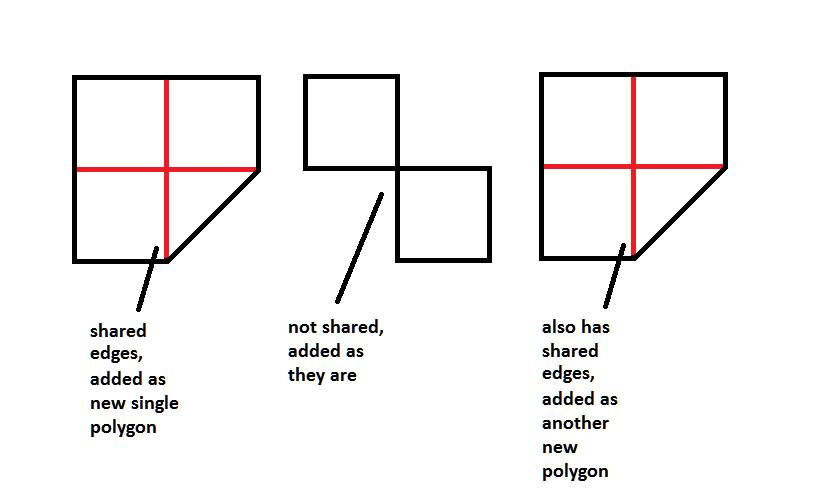 shared
edges,
added as
new single
polygon
not shared,
added as
they are
also has
shared
edges,
added as
another
new
polygon